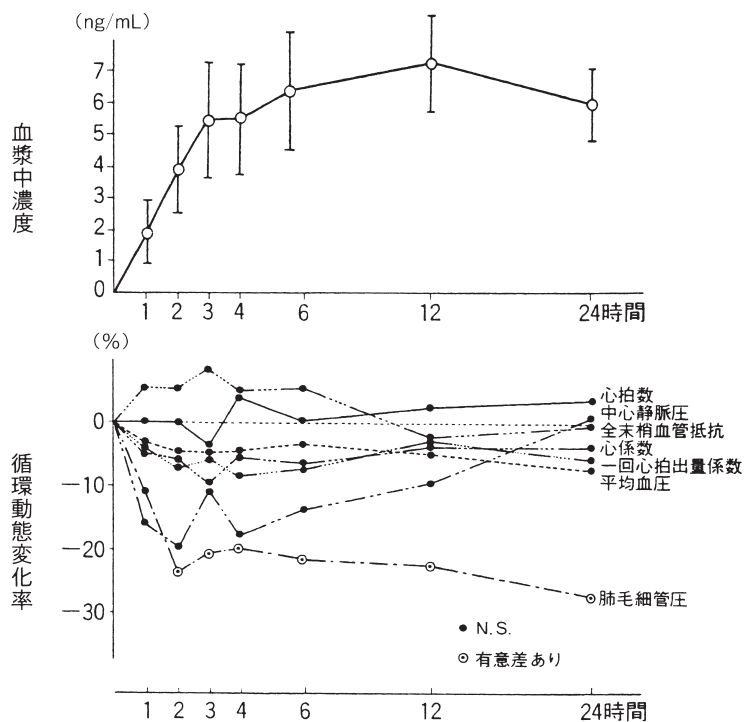 (ng/mL)
血漿中濃度
7
6
5
4
3
2
1
0
1 2 3 4 6 12 24時間
(%)
循環動態変化率
0
−10
−20
−30
心拍数
中心静脈圧
全末梢血管抵抗
心係数
一回心拍出量係数
平均血圧
肺毛細管圧
N.S.
有意差あり
1 2 3 4 6 12 24時間